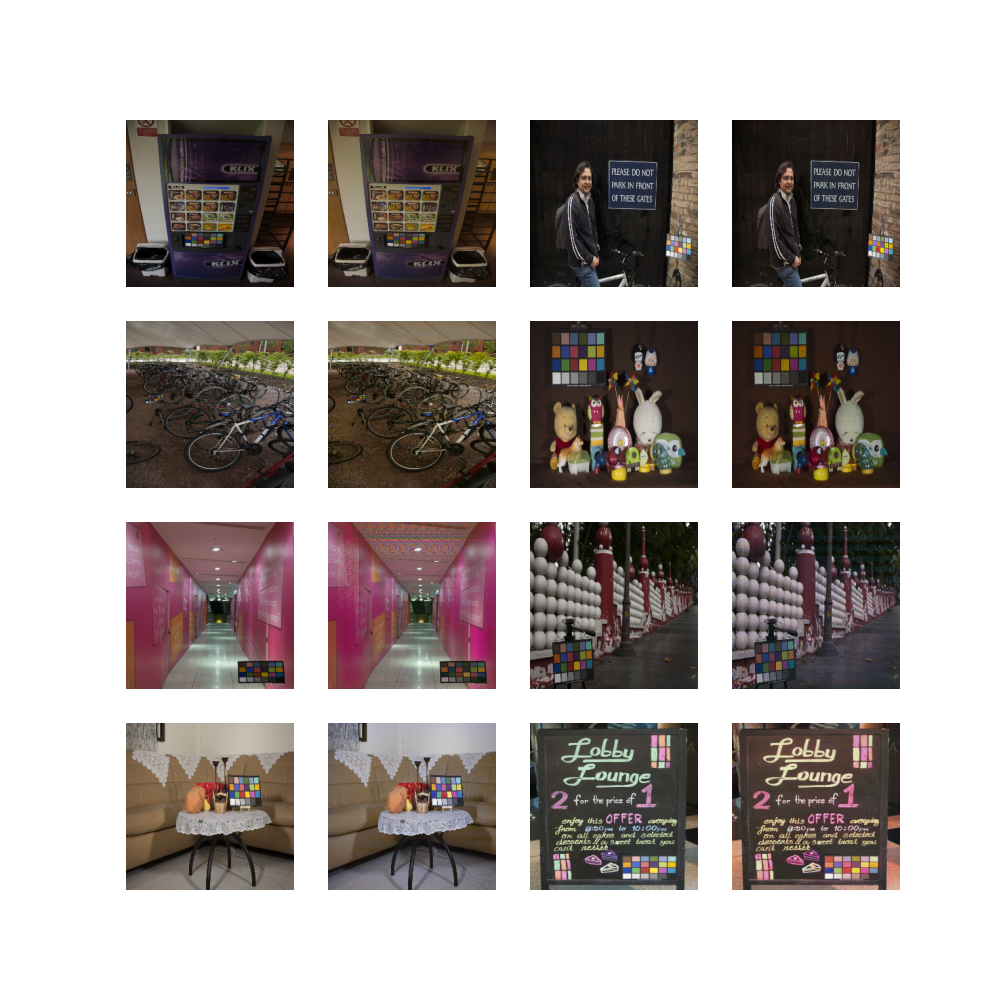 KLIX
KLIX
KLIX
KLIX
KLIX
KLIX
PLEASE DO NOT
PARK IN FRONT
OF THESE GATES
PLEASE DO NOT
PARK IN FRONT
OF THESE GATES
Lobby
Lounge
2 for the price of 1
enjoy this OFFER everyday
from 8:00pm to 10:00pm
on all cakes and selected
desserts // a sweet treat you
can't resist
Lobby
Lounge
2 for the price of 1
enjoy this OFFER everyday
from 8:00pm to 10:00pm
on all cakes and selected
desserts // a sweet treat you
can't resist